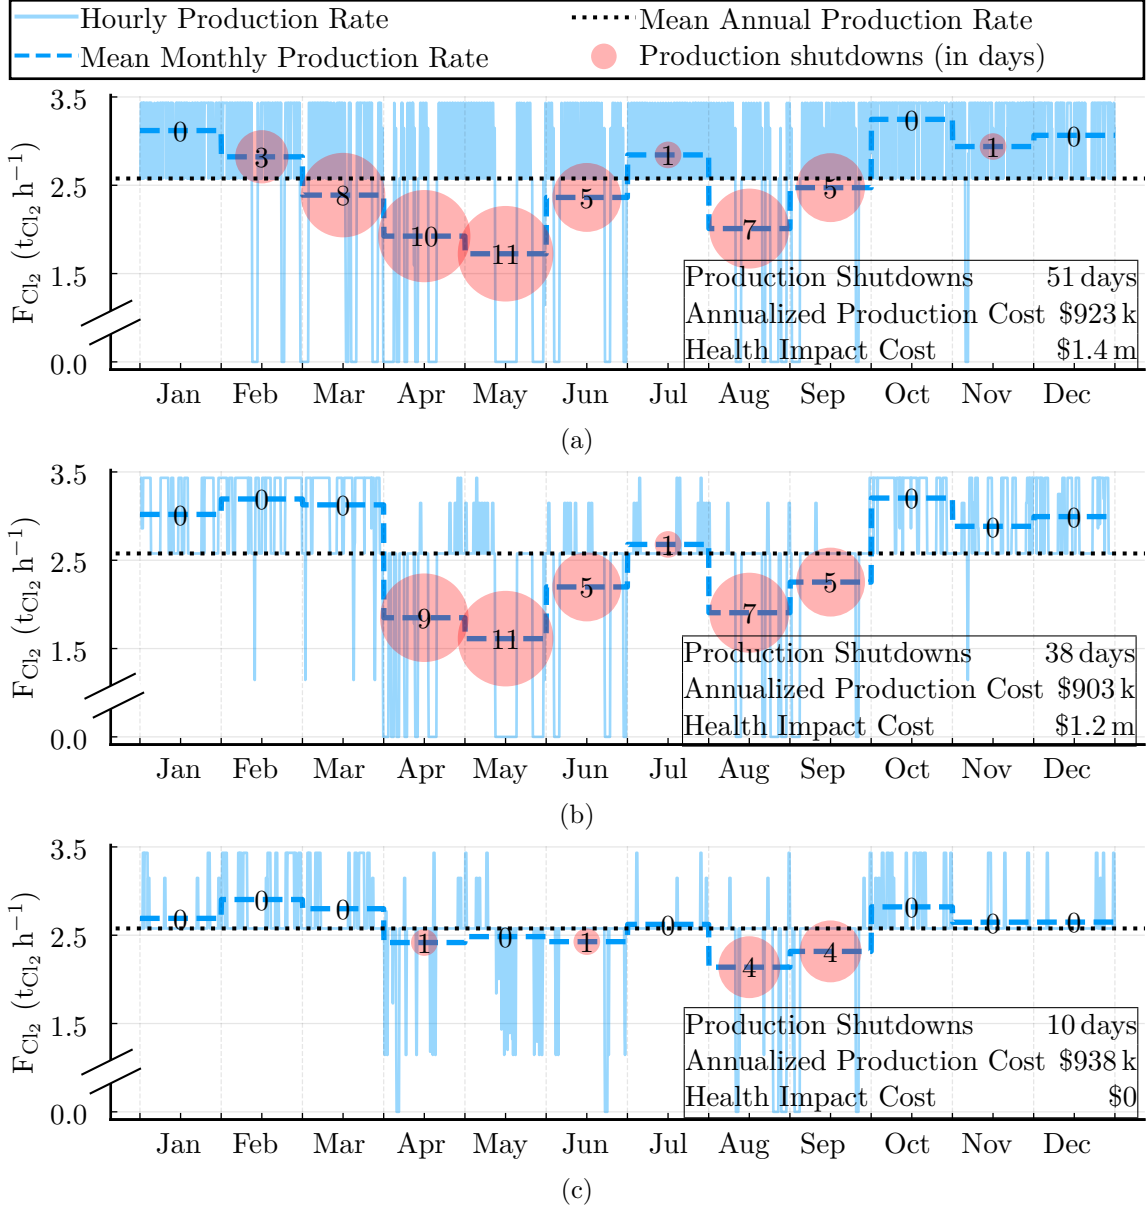 Hourly Production Rate
Mean Annual Production Rate
Mean Monthly Production Rate
Production shutdowns (in days)
F_Cl₂ (t_Cl₂ h⁻¹)
3.5
2.5
1.5
0.0
0
3
8
10
11
5
1
7
5
0
1
0
Production Shutdowns 51 days
Annualized Production Cost $923 k
Health Impact Cost $1.4 m
Jan Feb Mar Apr May Jun Jul Aug Sep Oct Nov Dec
(a)
F_Cl₂ (t_Cl₂ h⁻¹)
3.5
2.5
1.5
0.0
0
0
0
9
11
5
1
7
5
0
0
0
Production Shutdowns 38 days
Annualized Production Cost $903 k
Health Impact Cost $1.2 m
Jan Feb Mar Apr May Jun Jul Aug Sep Oct Nov Dec
(b)
F_Cl₂ (t_Cl₂ h⁻¹)
3.5
2.5
1.5
0.0
0
0
0
1
0
1
0
4
4
0
0
0
Production Shutdowns 10 days
Annualized Production Cost $938 k
Health Impact Cost $0
Jan Feb Mar Apr May Jun Jul Aug Sep Oct Nov Dec
(c)